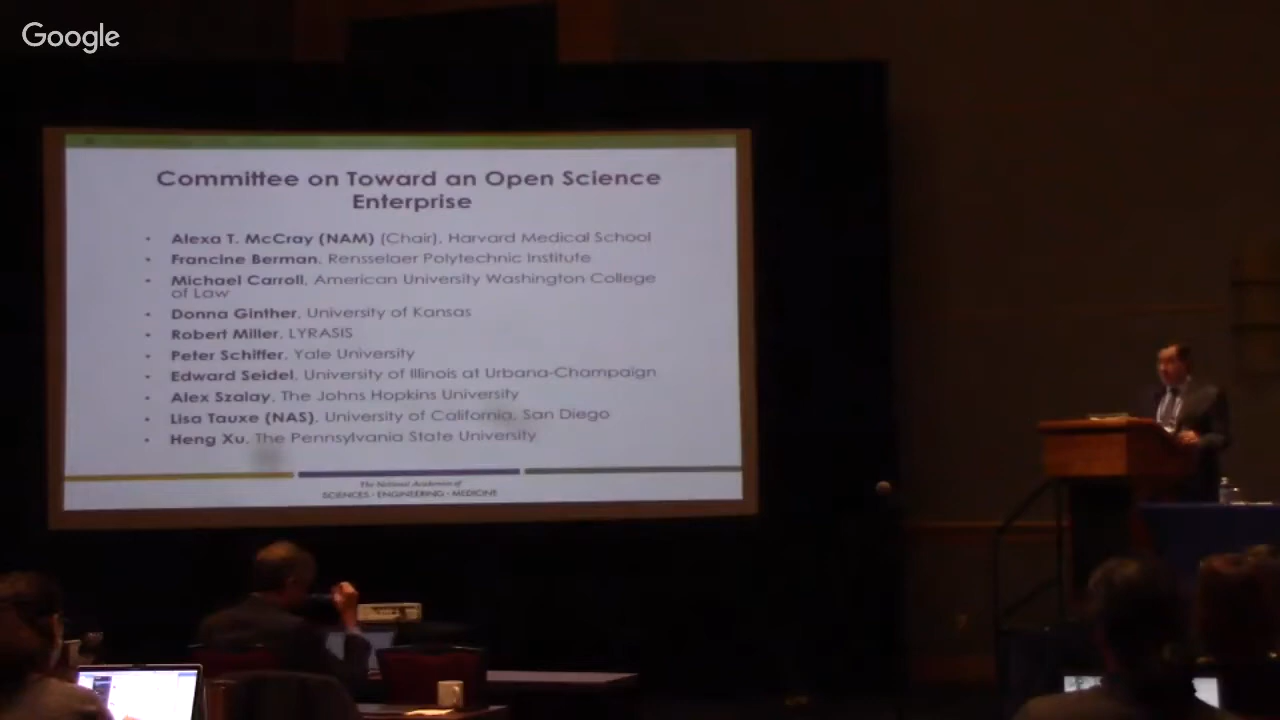 Google
Committee on Toward an Open Science
Enterprise
• Alexa T. McCray (NAM) (Chair), Harvard Medical School
• Francine Berman, Rensselaer Polytechnic Institute
• Michael Carroll, American University Washington College
of Law
• Donna Ginther, University of Kansas
• Robert Miller, LYRASIS
• Peter Schiffer, Yale University
• Edward Seidel, University of Illinois at Urbana-Champaign
• Alex Szalay, The Johns Hopkins University
• Lisa Tauxe (NAS), University of California, San Diego
• Heng Xu, The Pennsylvania State University
The National Academies of
SCIENCES • ENGINEERING • MEDICINE